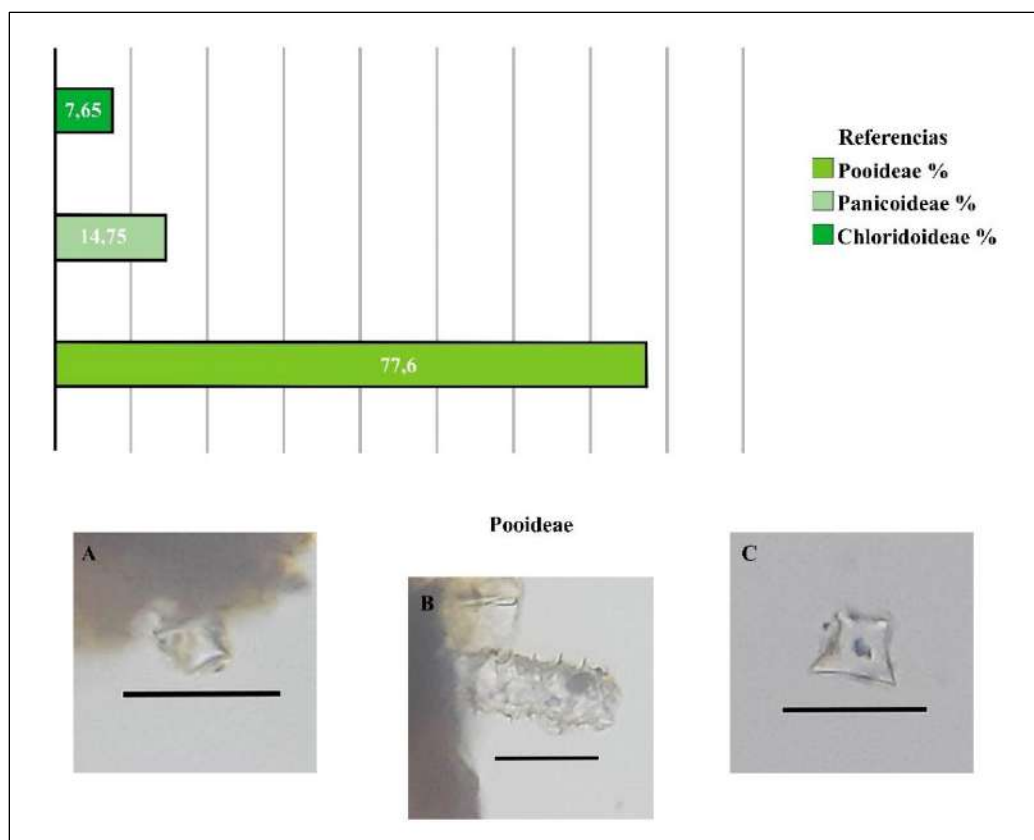 7,65
14,75
77,6
Referencias
Pooideae %
Panicoideae %
Chloridoideae %
Pooideae
A
B
C